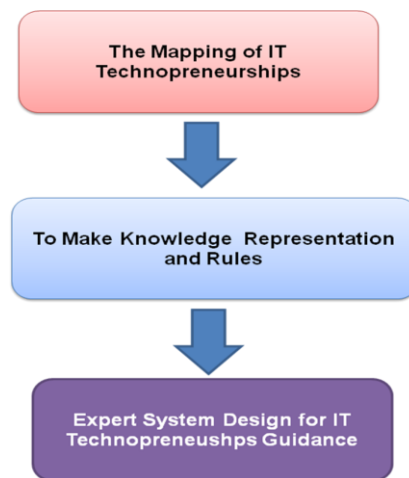 The Mapping of IT
Technopreneurships
To Make Knowledge Representation
and Rules
Expert System Design for IT
Technopreneushps Guidance